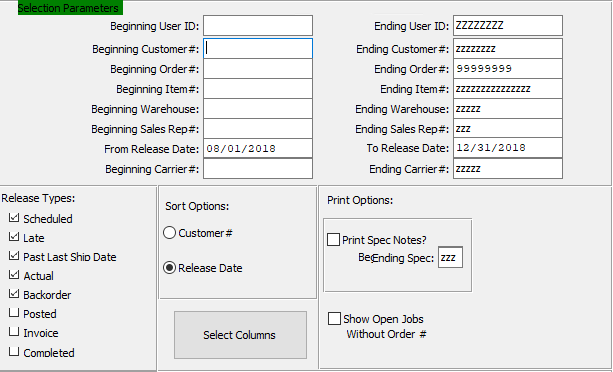 Selection Parameters
Beginning User ID: Ending User ID: ZZZZZZZZ
Beginning Customer#: Ending Customer#: zzzzzzzz
Beginning Order#: Ending Order#: 99999999
Beginning Item#: Ending Item#: zzzzzzzzzzzzzzz
Beginning Warehouse: Ending Warehouse: zzzzz
Beginning Sales Rep#: Ending Sales Rep#: zzz
From Release Date: 08/01/2018 To Release Date: 12/31/2018
Beginning Carrier#: Ending Carrier#: zzzzz
Release Types:
Scheduled
Late
Past Last Ship Date
Actual
Backorder
Posted
Invoice
Completed
Sort Options:
Customer#
Release Date
Select Columns
Print Options:
Print Spec Notes?
Ending Spec: zzz
Show Open Jobs
Without Order #